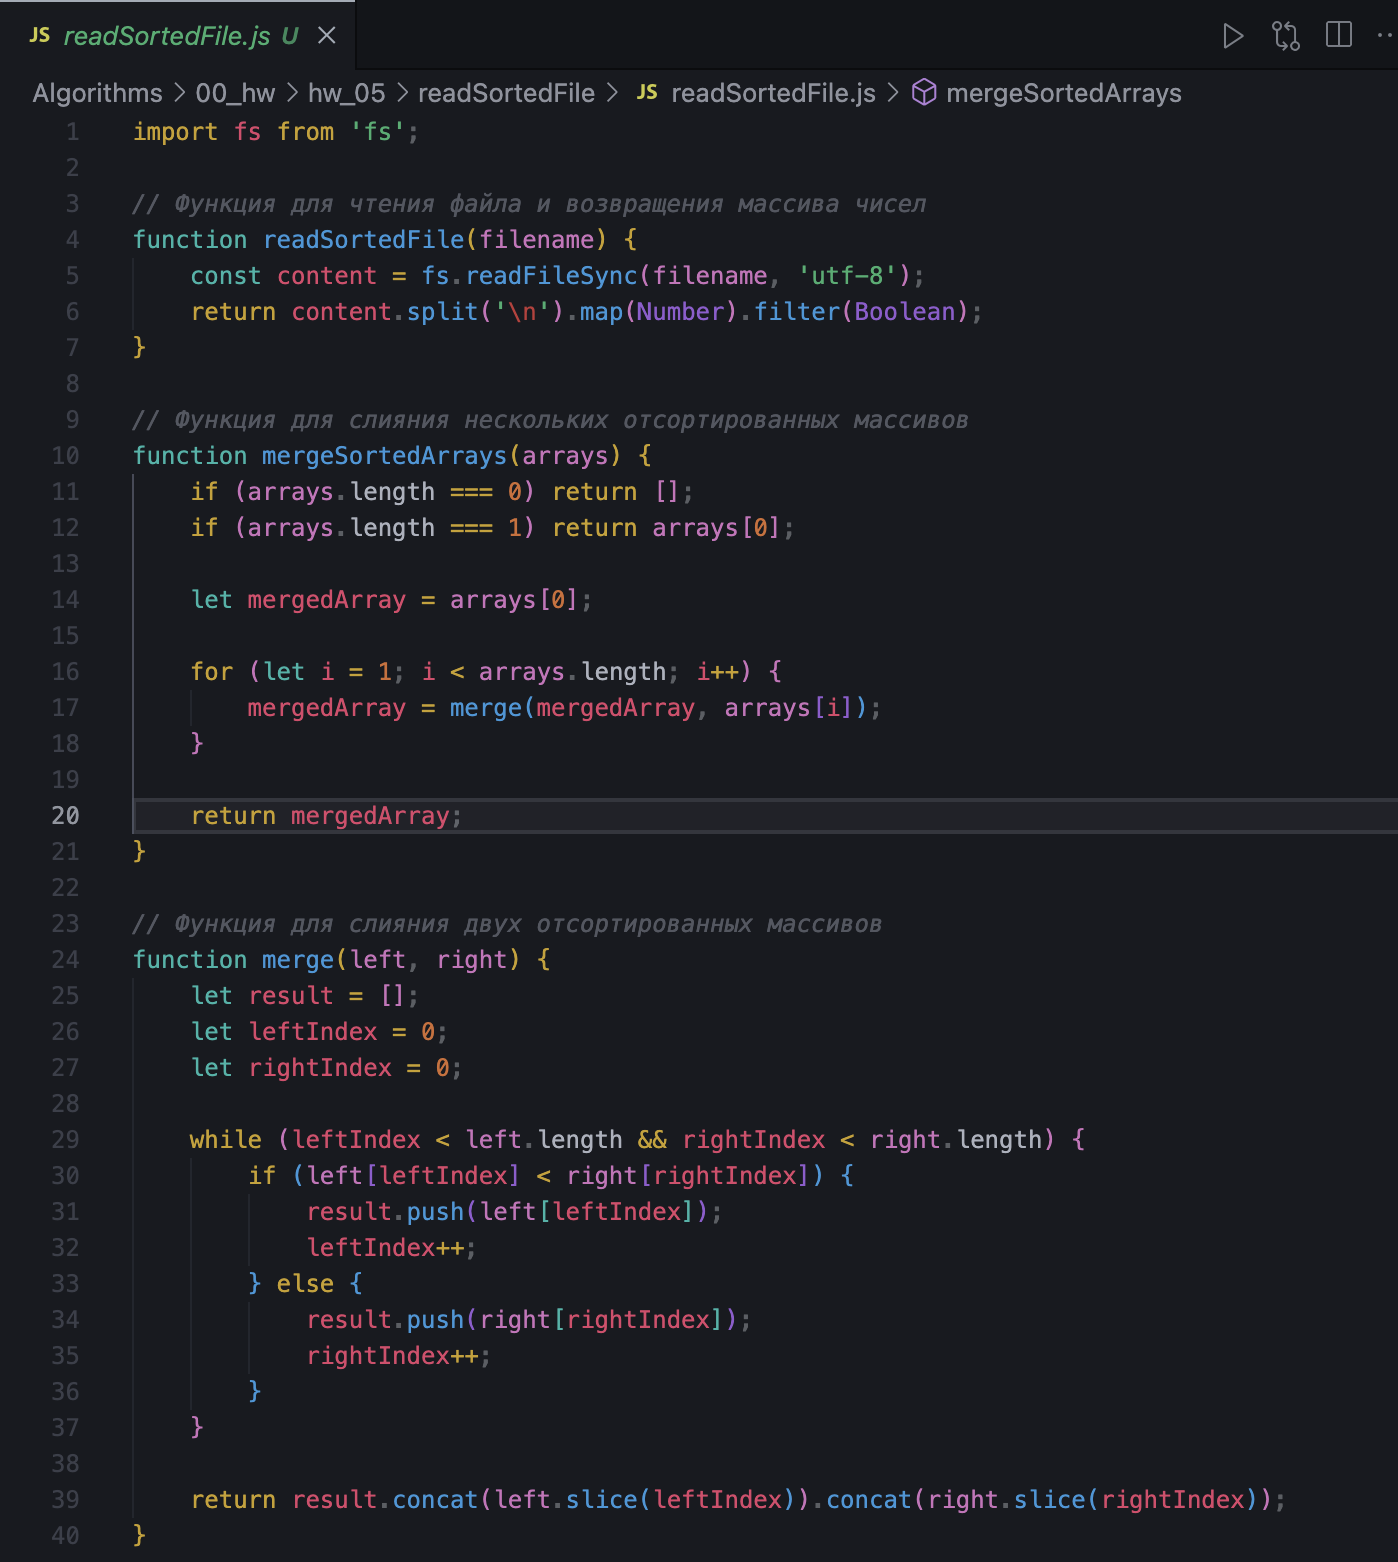 JS readSortedFile.js U
Algorithms > 00_hw > hw_05 > readSortedFile > JS readSortedFile.js > mergeSortedArrays
1 import fs from 'fs';
2
3 // Функция для чтения файла и возвращения массива чисел
4 function readSortedFile(filename) {
5 const content = fs.readFileSync(filename, 'utf-8');
6 return content.split('\n').map(Number).filter(Boolean);
7 }
8
9 // Функция для слияния нескольких отсортированных массивов
10 function mergeSortedArrays(arrays) {
11 if (arrays.length === 0) return [];
12 if (arrays.length === 1) return arrays[0];
13
14 let mergedArray = arrays[0];
15
16 for (let i = 1; i < arrays.length; i++) {
17 mergedArray = merge(mergedArray, arrays[i]);
18 }
19
20 return mergedArray;
21 }
22
23 // Функция для слияния двух отсортированных массивов
24 function merge(left, right) {
25 let result = [];
26 let leftIndex = 0;
27 let rightIndex = 0;
28
29 while (leftIndex < left.length && rightIndex < right.length) {
30 if (left[leftIndex] < right[rightIndex]) {
31 result.push(left[leftIndex]);
32 leftIndex++;
33 } else {
34 result.push(right[rightIndex]);
35 rightIndex++;
36 }
37 }
38
39 return result.concat(left.slice(leftIndex)).concat(right.slice(rightIndex));
40 }